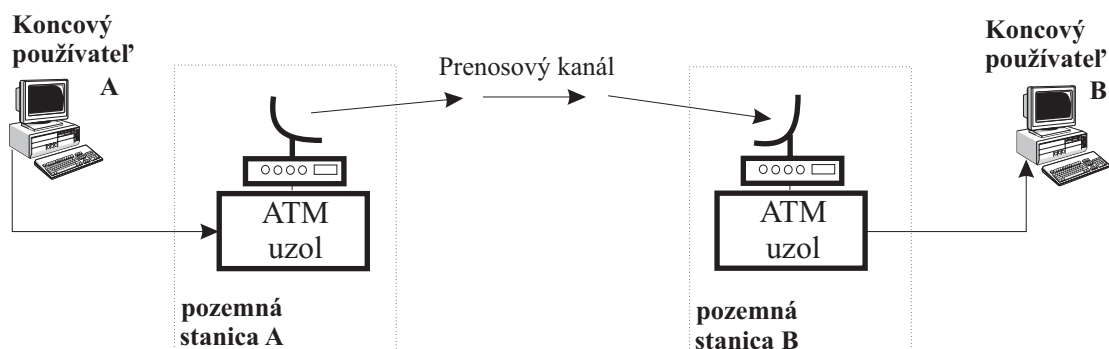 Koncový
používateľ
A
Prenosový kanál
Koncový
používateľ
B
ATM
uzol
ATM
uzol
pozemná
stanica A
pozemná
stanica B